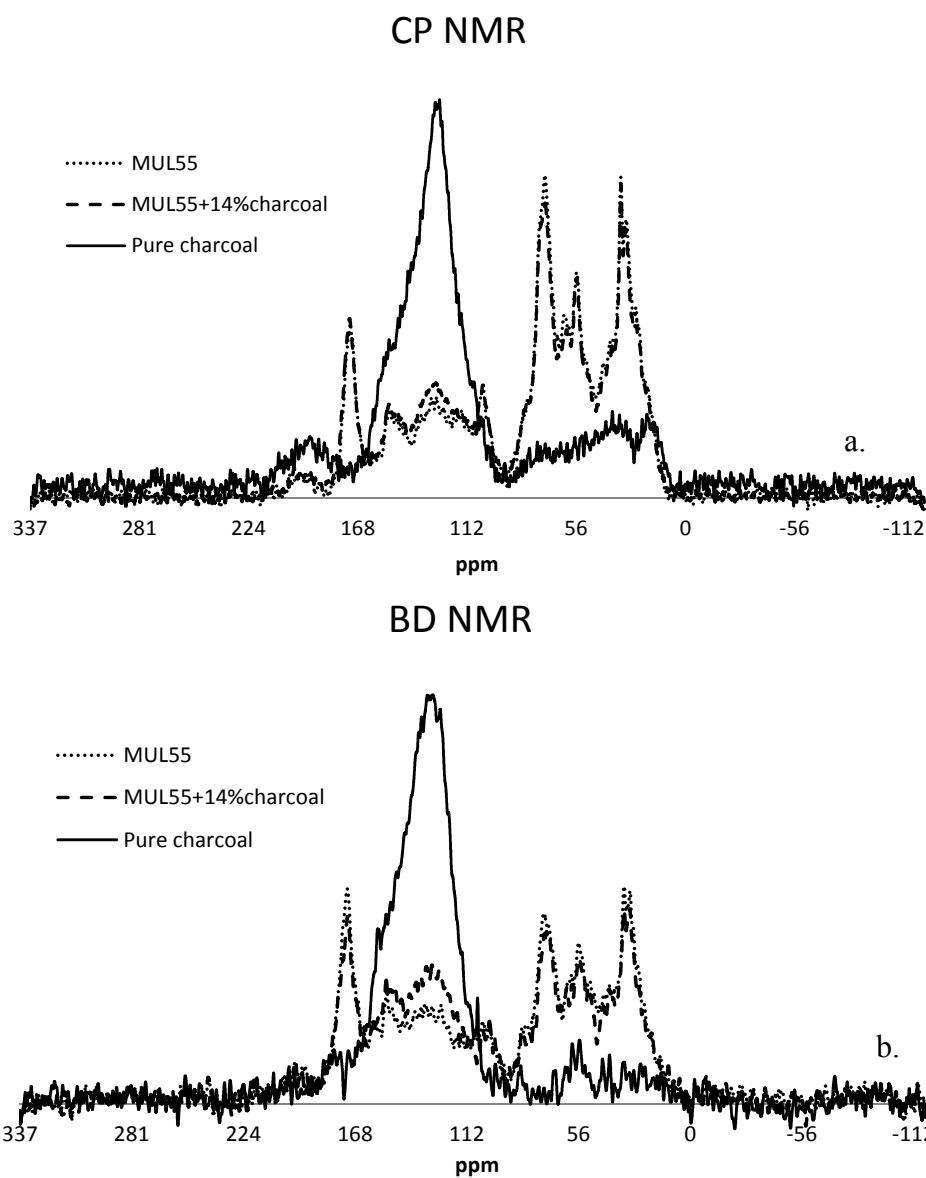 CP NMR
MUL55
MUL55+14%charcoal
Pure charcoal
a.
337 281 224 168 112 56 0 -56 -112
ppm
BD NMR
MUL55
MUL55+14%charcoal
Pure charcoal
b.
337 281 224 168 112 56 0 -56 -112
ppm